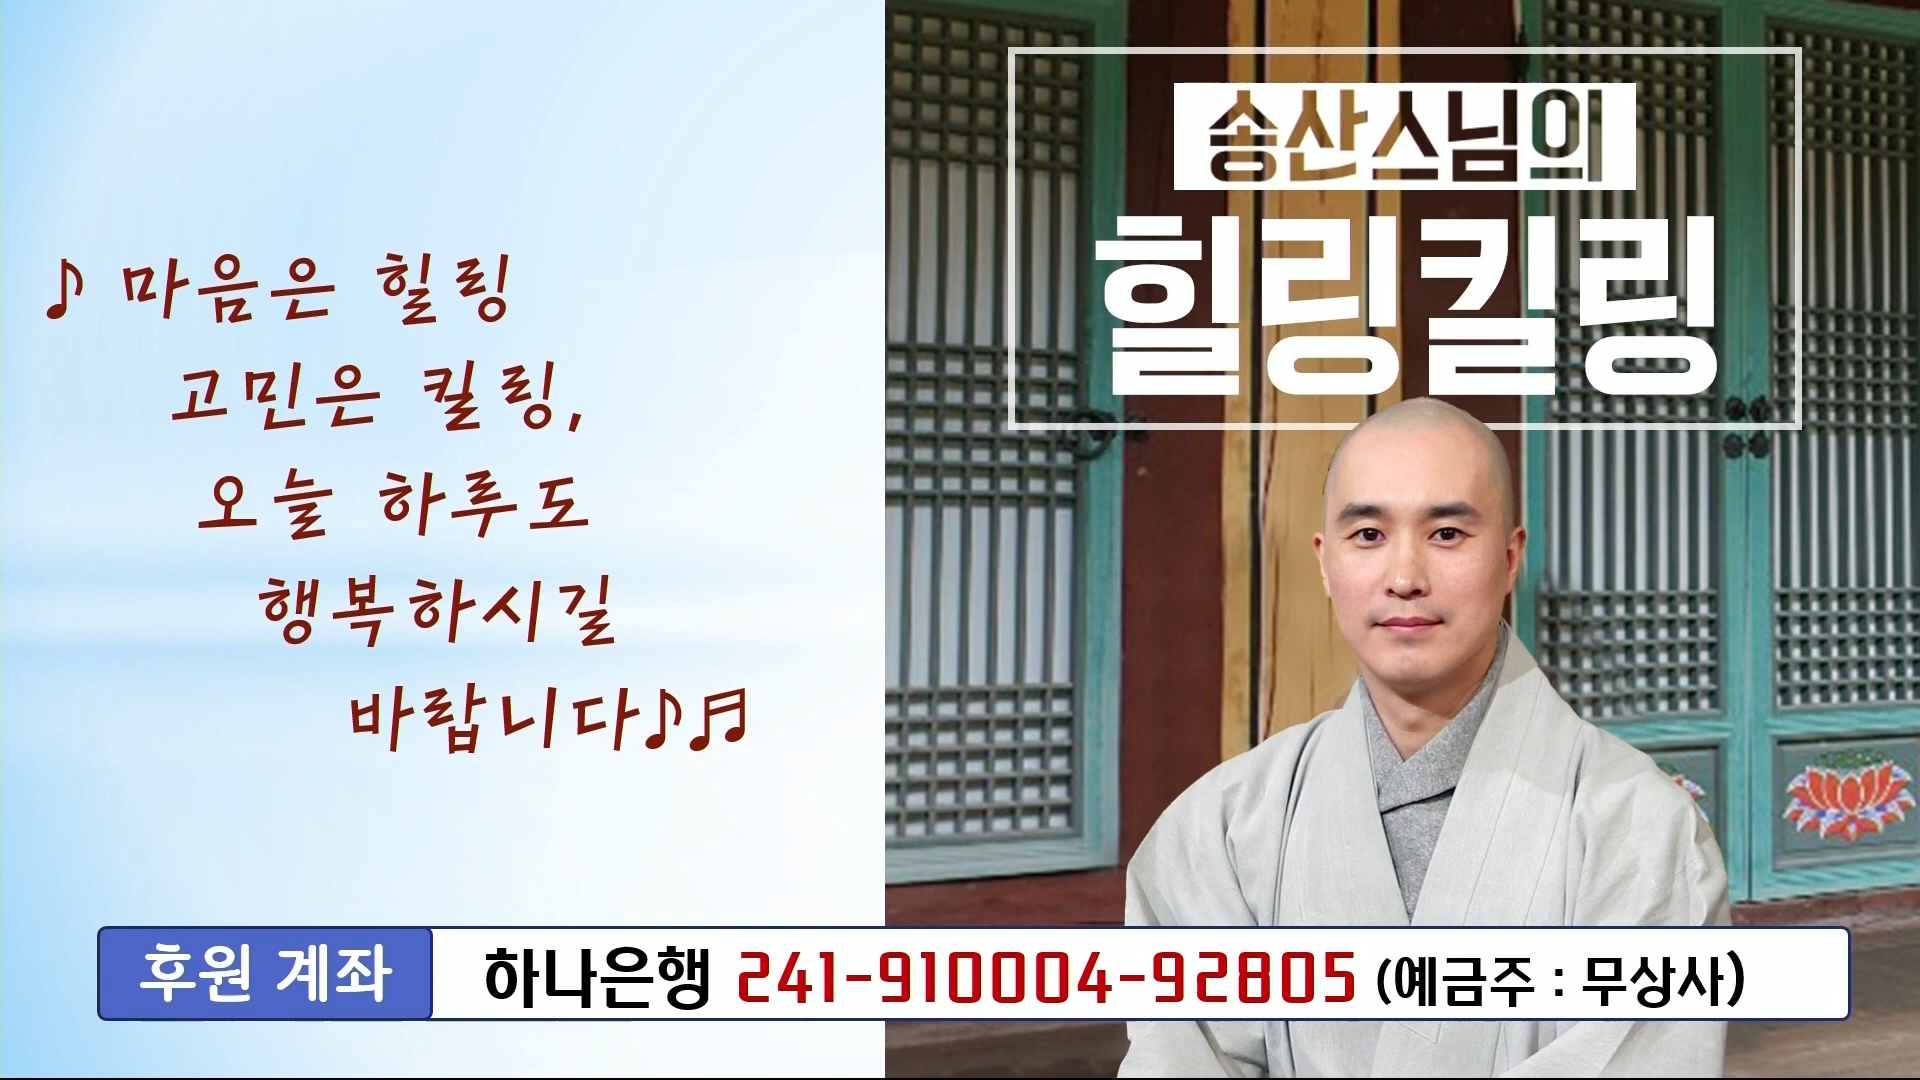 ♪ 마음은 힐링
고민은 킬링,
오늘 하루도
행복하시길
바랍니다♪♬
송산스님의
힐링킬링
후원 계좌 하나은행 241-910004-92805 (예금주 : 무상사)